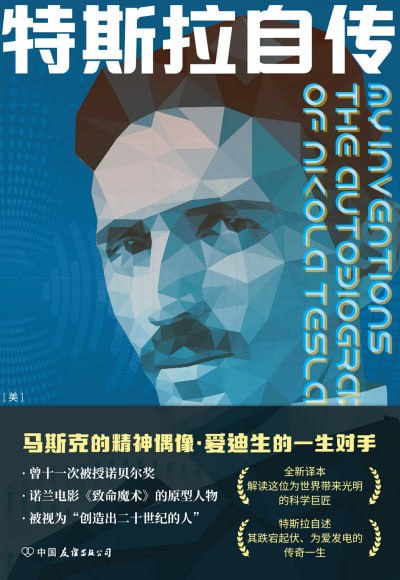 特斯拉自传
MY INVENTIONS
THE AUTOBIOGRA
OF NIKOLA TESLA
[美]
马斯克的精神偶像·爱迪生的一生对手
·曾十一次被授诺贝尔奖
·诺兰电影《致命魔术》的原型人物
·被视为“创造出二十世纪的人”
全新译本
解读这位为世界带来光明
的科学巨匠
特斯拉自述
其跌宕起伏、为爱发电的
传奇一生
中国友谊出版公司